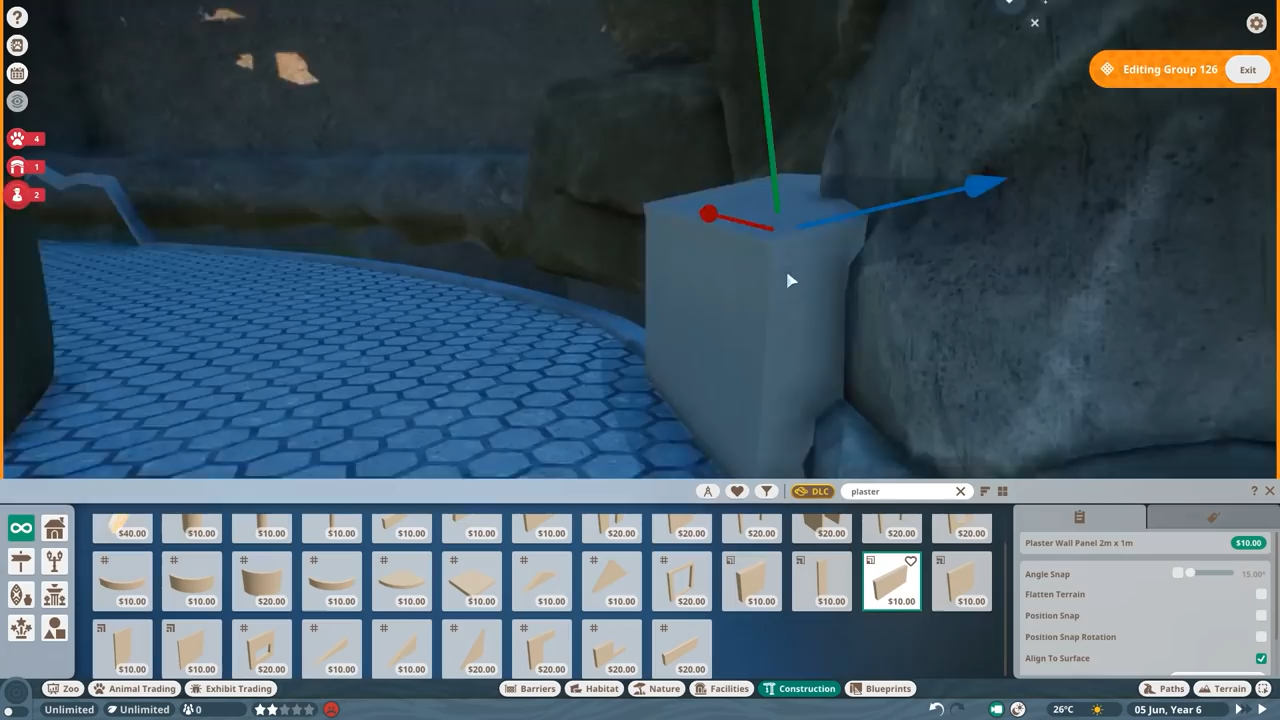 ?
Editing Group 126
Exit
4
1
2
DLC
plaster
?
$40.00
$10.00
$10.00
$10.00
$10.00
$10.00
$10.00
$20.00
$20.00
$20.00
$20.00
$20.00
$20.00
$10.00
$10.00
$20.00
$10.00
$10.00
$10.00
$10.00
$10.00
$20.00
$10.00
$10.00
$10.00
$10.00
$10.00
$10.00
$20.00
$10.00
$10.00
$20.00
$20.00
$20.00
$20.00
Plaster Wall Panel 2m x 1m
$10.00
Angle Snap
15.00°
Flatten Terrain
Position Snap
Position Snap Rotation
Align To Surface
Zoo
Animal Trading
Exhibit Trading
Barriers
Habitat
Nature
Facilities
Construction
Blueprints
Paths
Terrain
Unlimited
Unlimited
0
26°C
05 Jun, Year 6